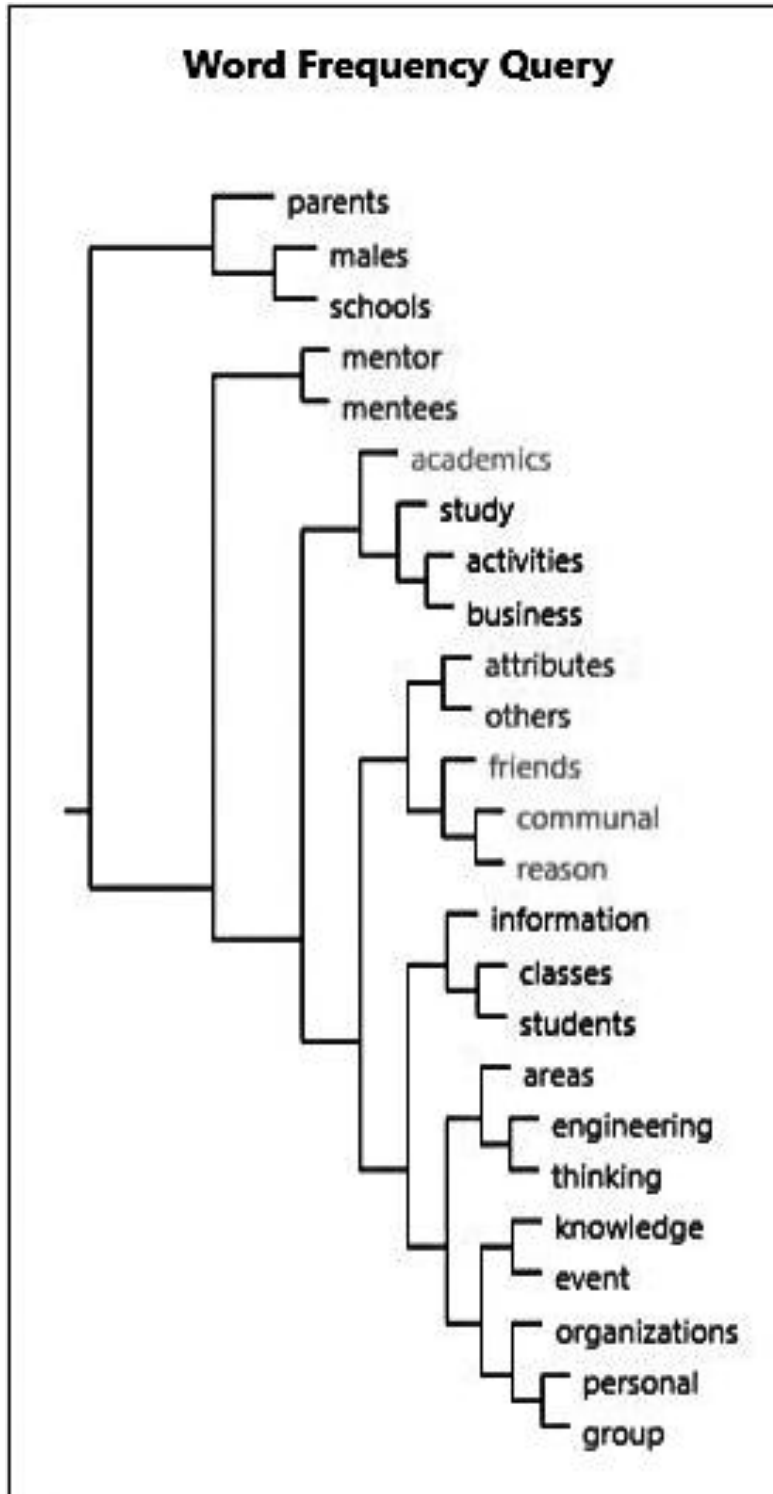 Word Frequency Query
parents
males
schools
mentor
mentees
academics
study
activities
business
attributes
others
friends
communal
reason
information
classes
students
areas
engineering
thinking
knowledge
event
organizations
personal
group